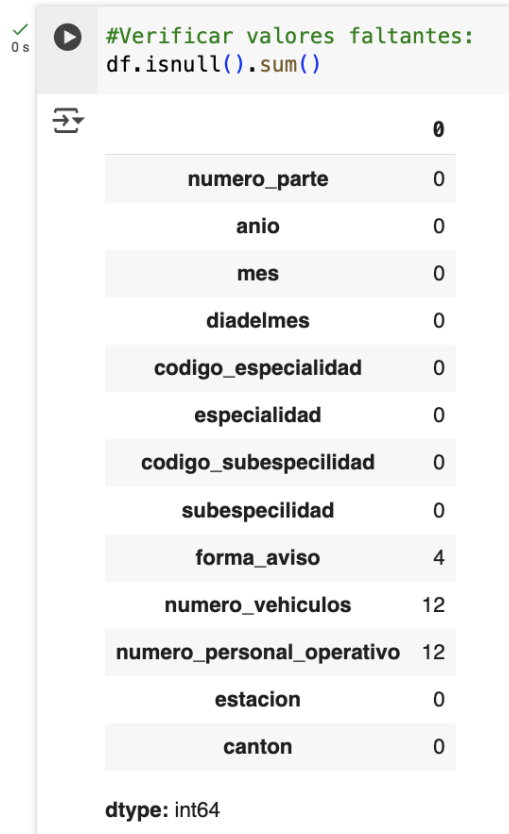 #Verificar valores faltantes:
0 s
df.isnull().sum()
0
numero_parte 0
anio 0
mes 0
diadelmes 0
codigo_especialidad 0
especialidad 0
codigo_subespecilidad 0
subespecilidad 0
forma_aviso 4
numero_vehiculos 12
numero_personal_operativo 12
estacion 0
canton 0
dtype: int64